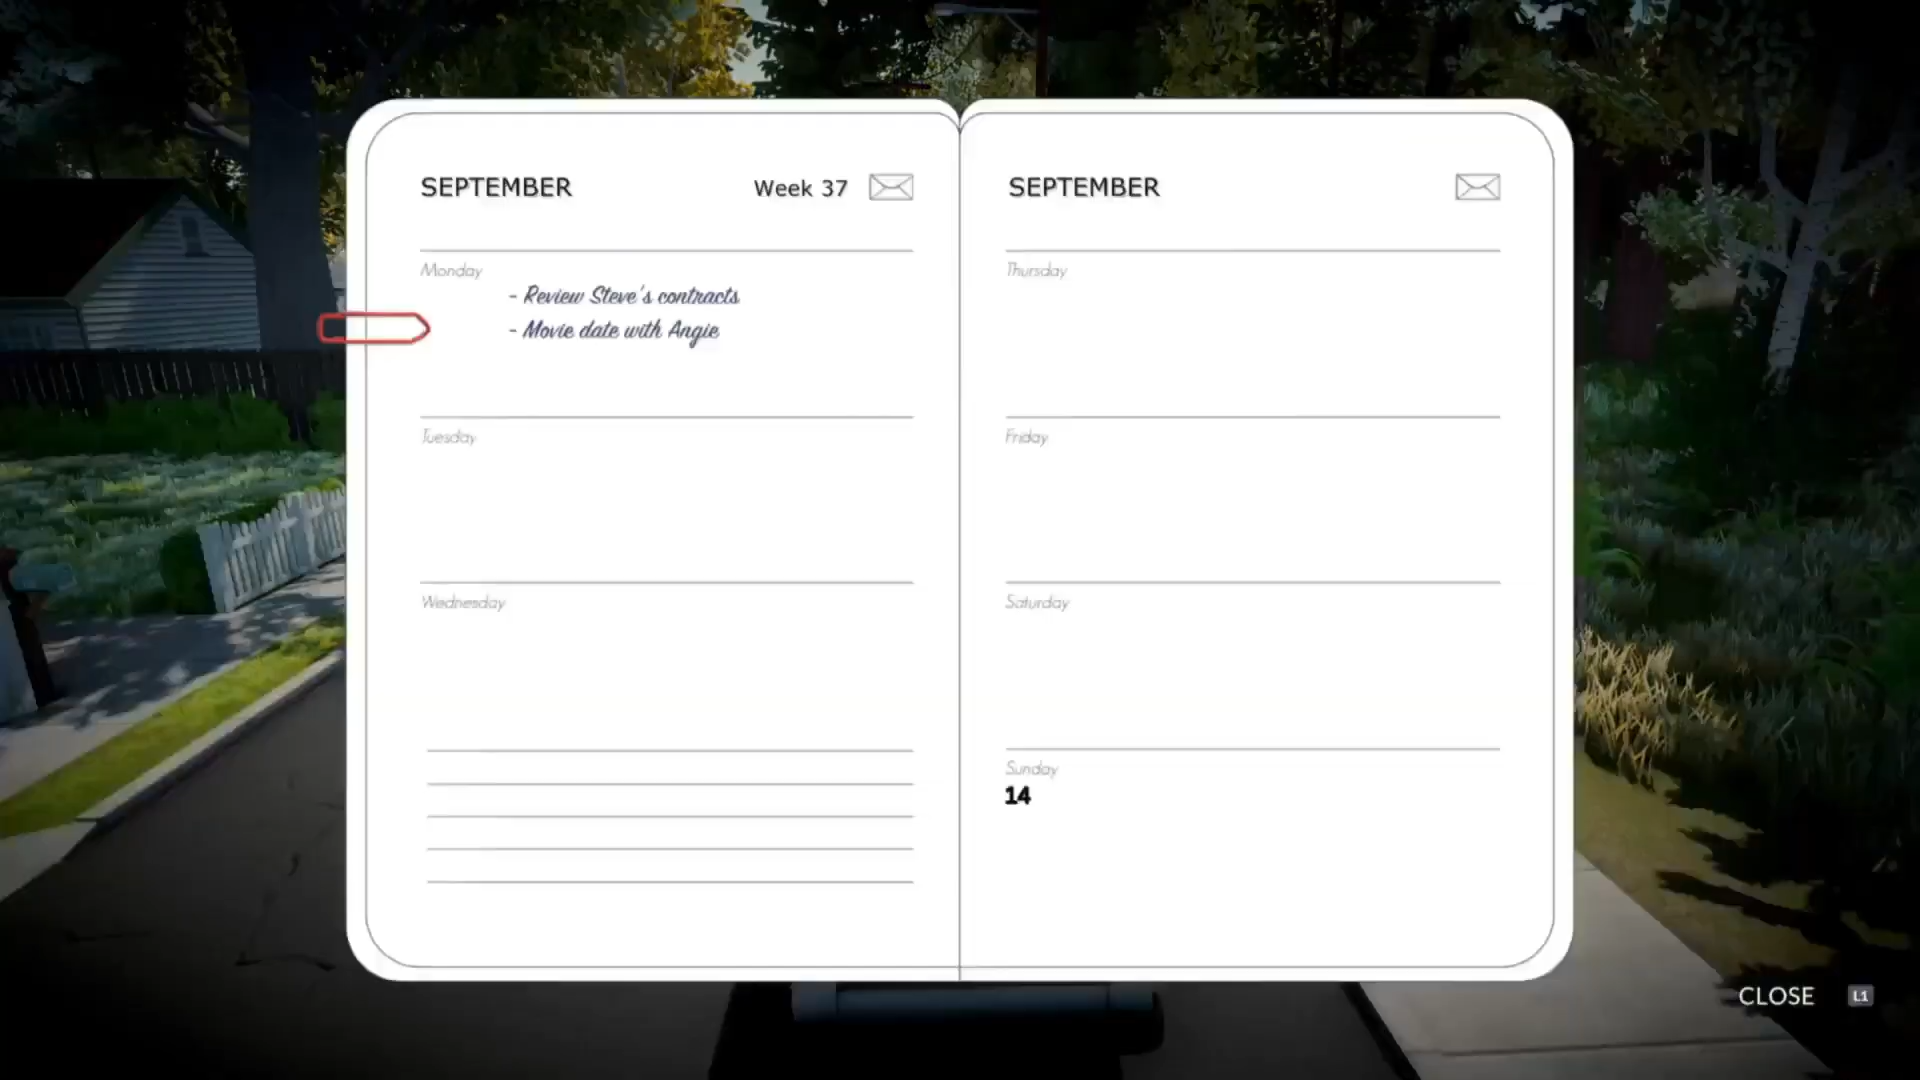 SEPTEMBER Week 37
Monday
- Review Steve's contracts
- Movie date with Angie
Tuesday
Wednesday
SEPTEMBER
Thursday
Friday
Saturday
Sunday
14
CLOSE L1